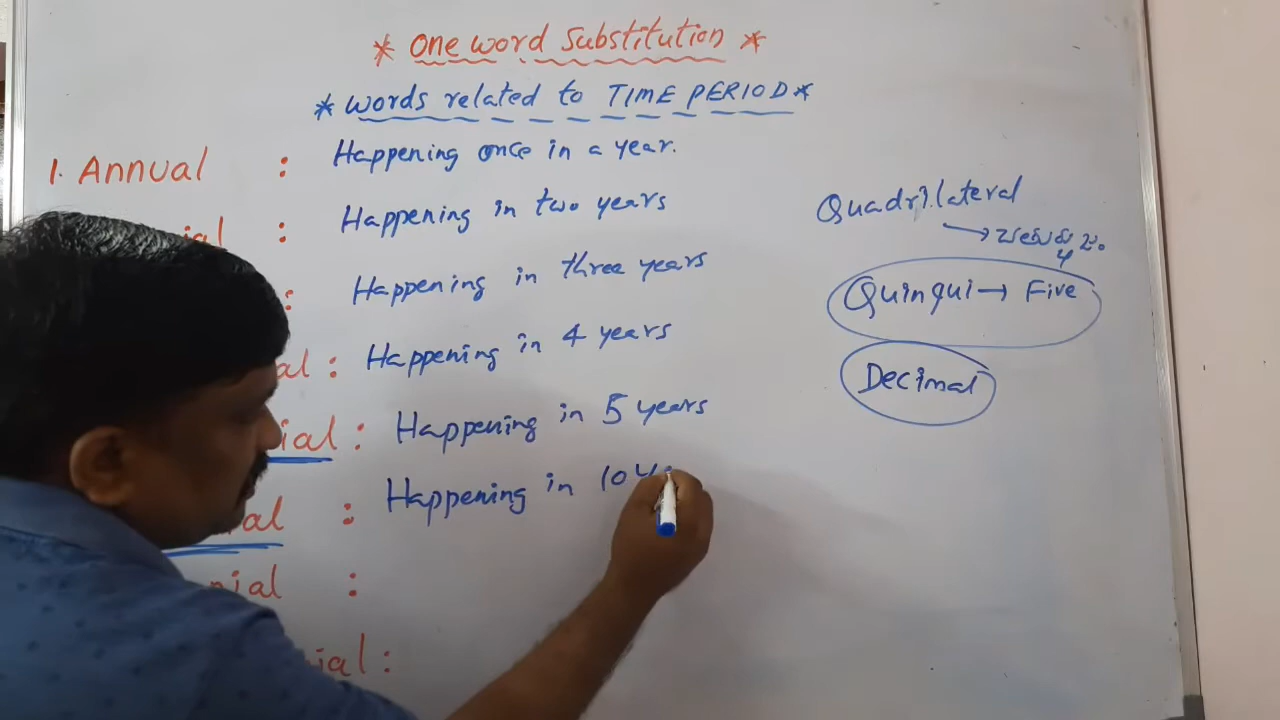 * One word Substitution *
* words related to TIME PERIOD *
1. Annual : Happening once in a year.
ial : Happening in two years
: Happening in three years
al : Happening in 4 years
ial : Happening in 5 years
al : Happening in 10 y
nial :
nial :
Quadrilateral
→
4
Quinqui → Five
Decimal